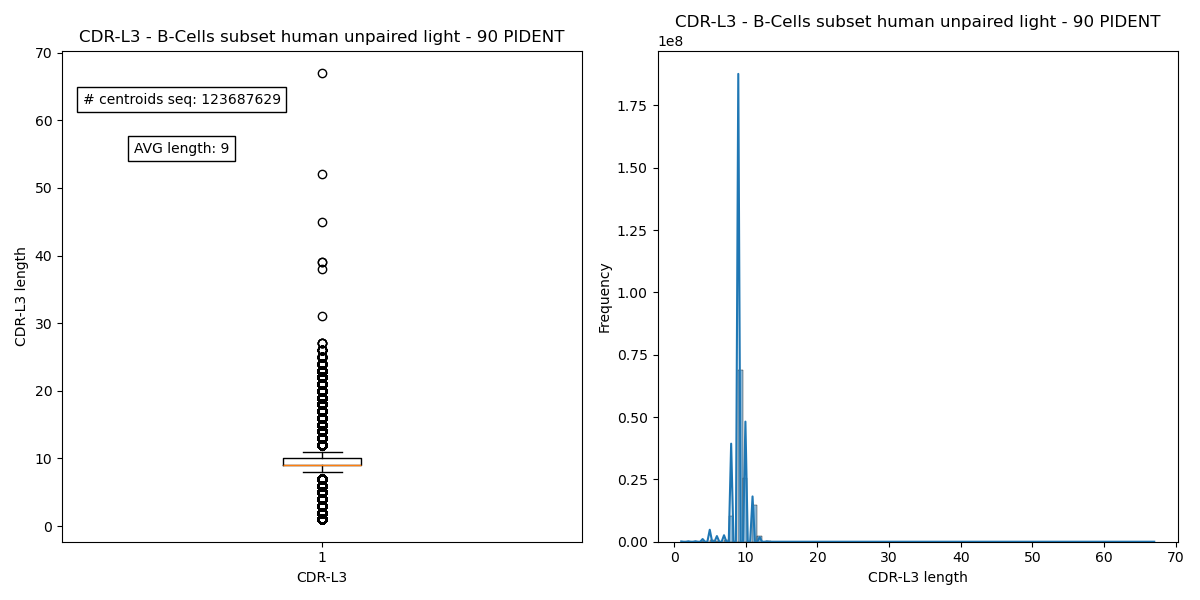 CDR-L3 - B-Cells subset human unpaired light - 90 PIDENT
70
60
50
40
30
20
10
0
CDR-L3 length
# centroids seq: 123687629
AVG length: 9
1
CDR-L3
CDR-L3 - B-Cells subset human unpaired light - 90 PIDENT
1e8
1.75
1.50
1.25
1.00
0.75
0.50
0.25
0.00
Frequency
0 10 20 30 40 50 60 70
CDR-L3 length